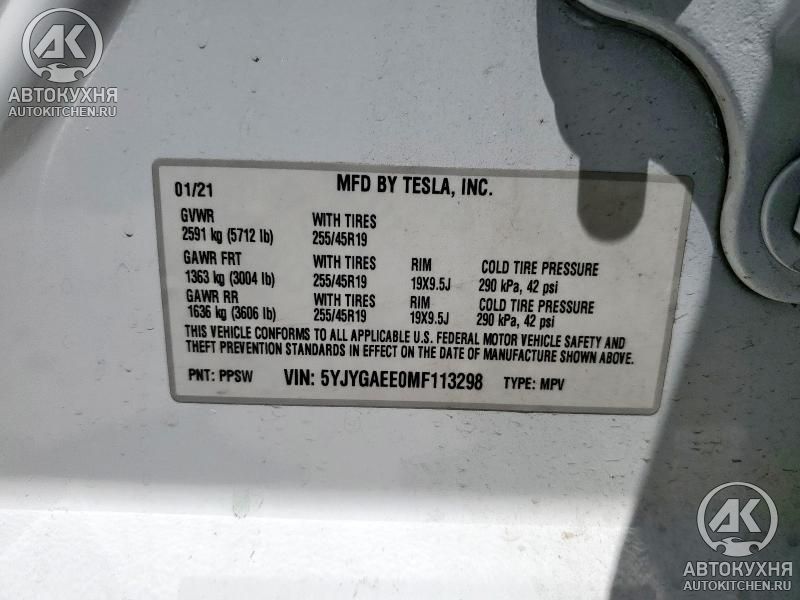 AK
АВТОКУХНЯ
AUTOKITCHEN.RU
01/21 MFD BY TESLA, INC.
GVWR WITH TIRES
2591 kg (5712 lb) 255/45R19
GAWR FRT WITH TIRES RIM COLD TIRE PRESSURE
1363 kg (3004 lb) 255/45R19 19X9.5J 290 kPa, 42 psi
GAWR RR WITH TIRES RIM COLD TIRE PRESSURE
1636 kg (3606 lb) 255/45R19 19X9.5J 290 kPa, 42 psi
THIS VEHICLE CONFORMS TO ALL APPLICABLE U.S. FEDERAL MOTOR VEHICLE SAFETY AND
THEFT PREVENTION STANDARDS IN EFFECT ON THE DATE OF MANUFACTURE SHOWN ABOVE.
PNT: PPSW VIN: 5YJYGAEE0MF113298 TYPE: MPV
AK
АВТОКУХНЯ
AUTOKITCHEN.RU